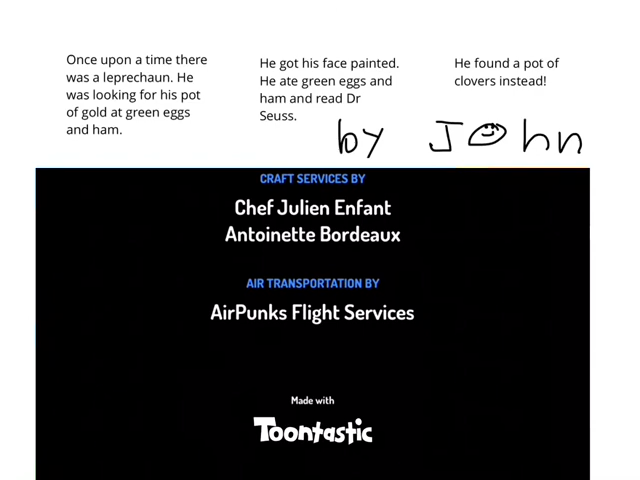 Once upon a time there
was a leprechaun. He
was looking for his pot
of gold at green eggs
and ham.
He got his face painted.
He ate green eggs and
ham and read Dr
Seuss.
He found a pot of
clovers instead!
by John
CRAFT SERVICES BY
Chef Julien Enfant
Antoinette Bordeaux
AIR TRANSPORTATION BY
AirPunks Flight Services
Made with
Toontastic